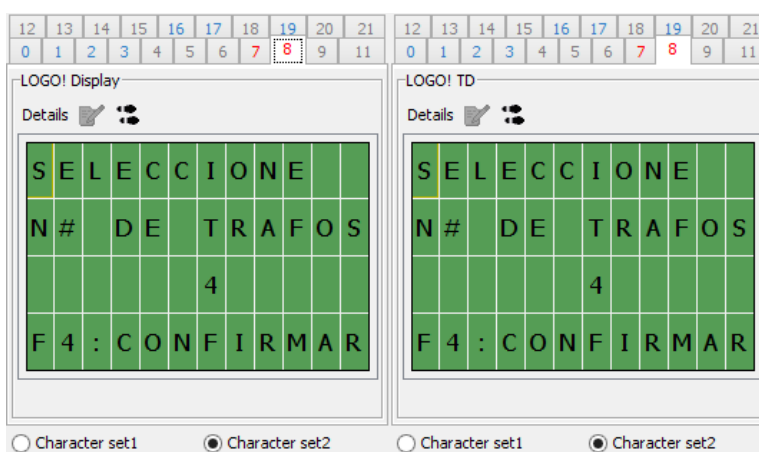 12 13 14 15 16 17 18 19 20 21
0 1 2 3 4 5 6 7 8 9 11
LOGO! Display
Details
SELECCIONE
N# DE TRAFOS
4
F4:CONFIRMAR
Character set1 Character set2
12 13 14 15 16 17 18 19 20 21
0 1 2 3 4 5 6 7 8 9 11
LOGO! TD
Details
SELECCIONE
N# DE TRAFOS
4
F4:CONFIRMAR
Character set1 Character set2